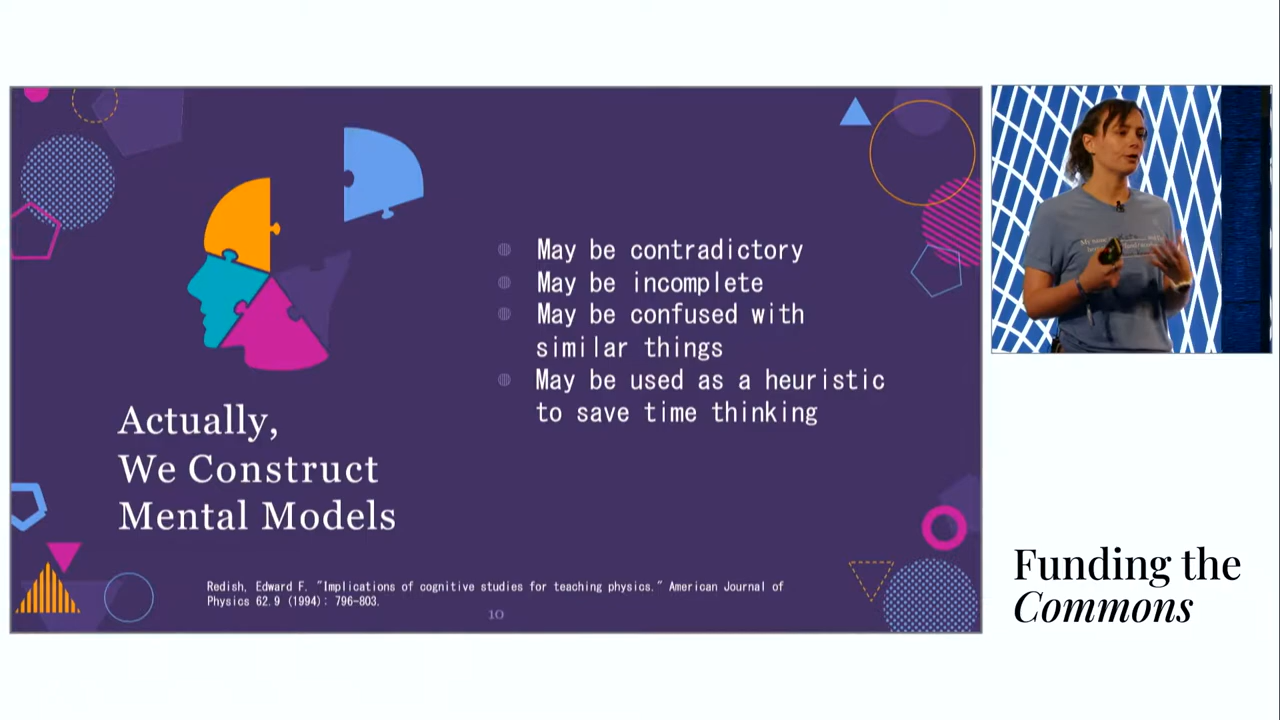 May be contradictory
May be incomplete
May be confused with
similar things
May be used as a heuristic
to save time thinking
Actually,
We Construct
Mental Models
Redish, Edward F. "Implications of cognitive studies for teaching physics." American Journal of
Physics 62.9 (1994): 796-803.
10
Funding the
Commons